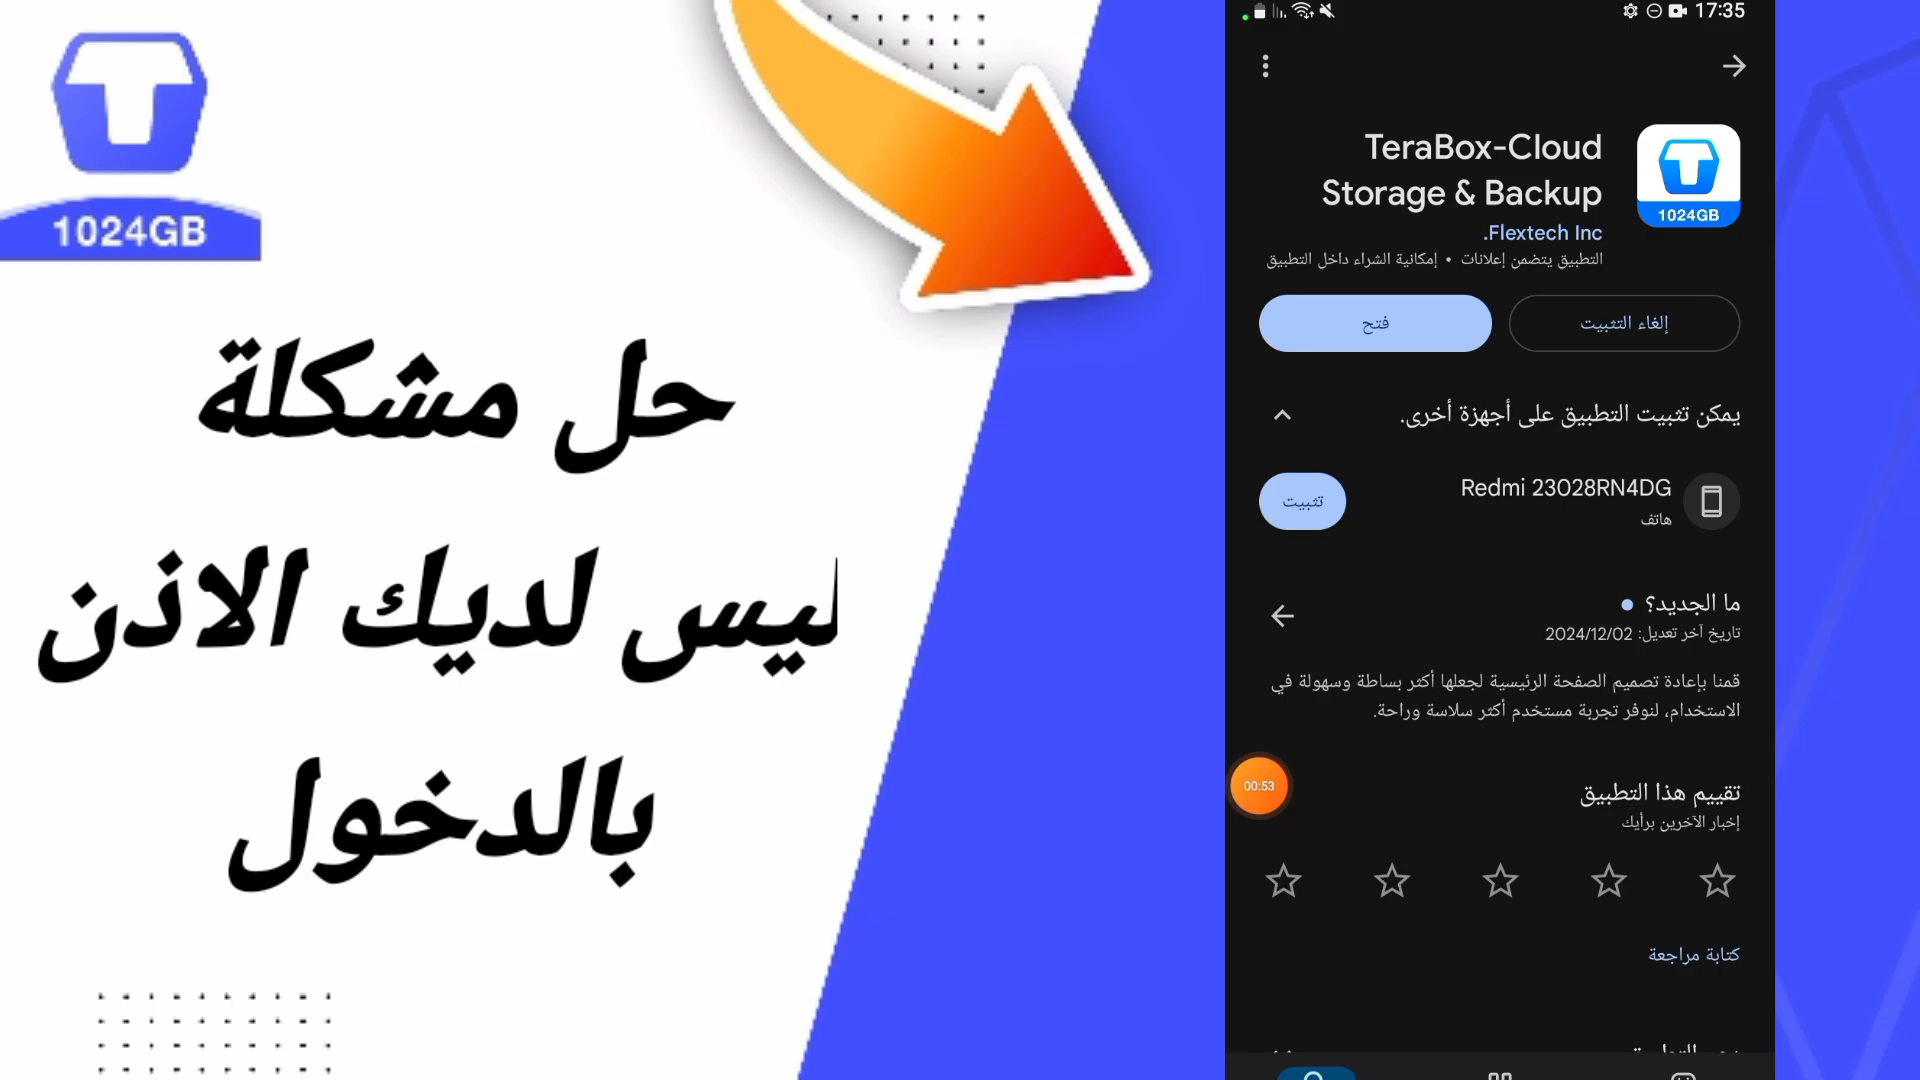 1024GB
حل مشكلة
ليس لديك الاذن
بالدخول
17:35
TeraBox-Cloud
Storage & Backup
Flextech Inc.
التطبيق يتضمن إعلانات • إمكانية الشراء داخل التطبيق
1024GB
إلغاء التثبيت
فتح
يمكن تثبيت التطبيق على أجهزة أخرى.
Redmi 23028RN4DG
هاتف
تثبيت
ما الجديد؟
تاريخ آخر تعديل: 2024/12/02
قمنا بإعادة تصميم الصفحة الرئيسية لجعلها أكثر بساطة وسهولة في
الاستخدام، لنوفر تجربة مستخدم أكثر سلاسة وراحة.
00:53
تقييم هذا التطبيق
إخبار الآخرين برأيك
كتابة مراجعة